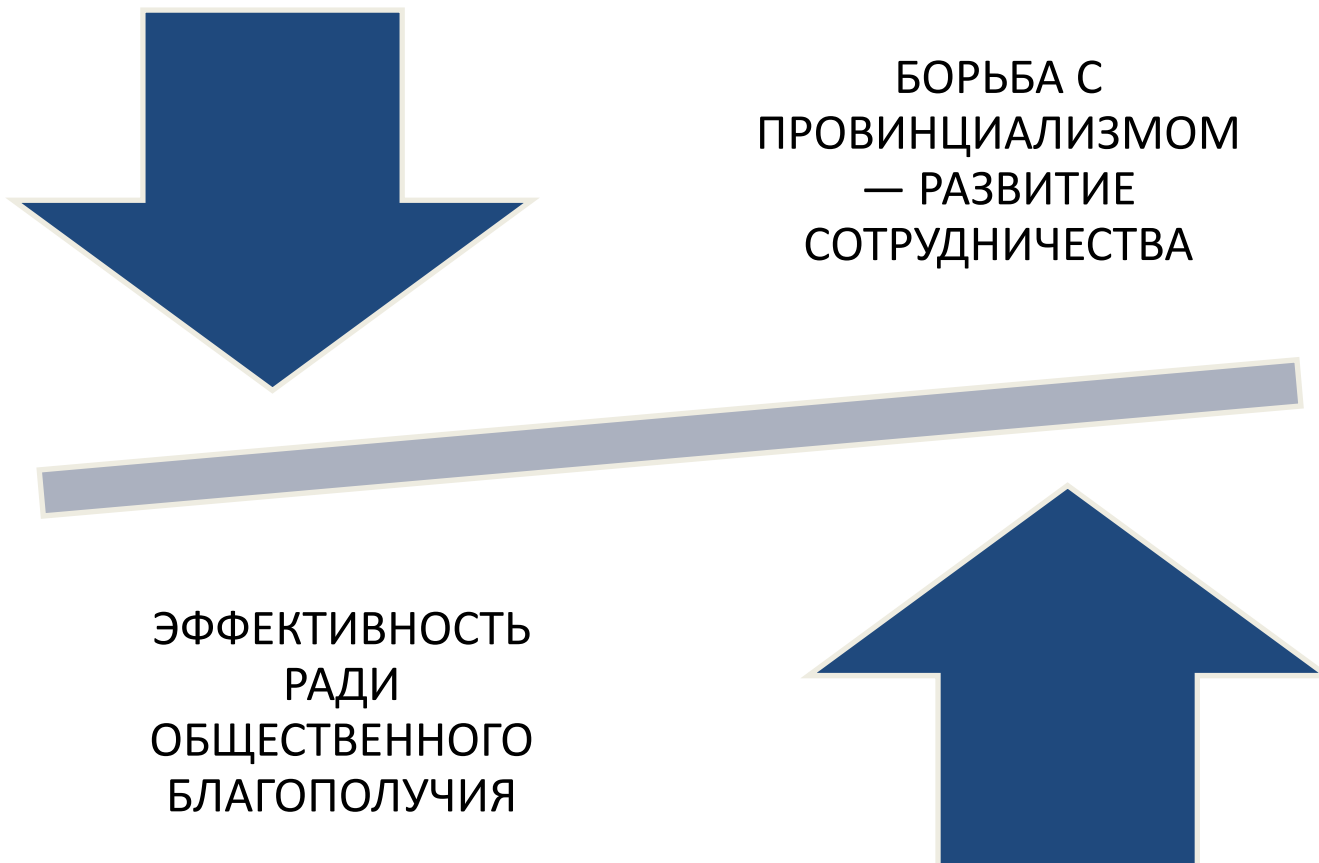 БОРЬБА С
ПРОВИНЦИАЛИЗМОМ
— РАЗВИТИЕ
СОТРУДНИЧЕСТВА
ЭФФЕКТИВНОСТЬ
РАДИ
ОБЩЕСТВЕННОГО
БЛАГОПОЛУЧИЯ